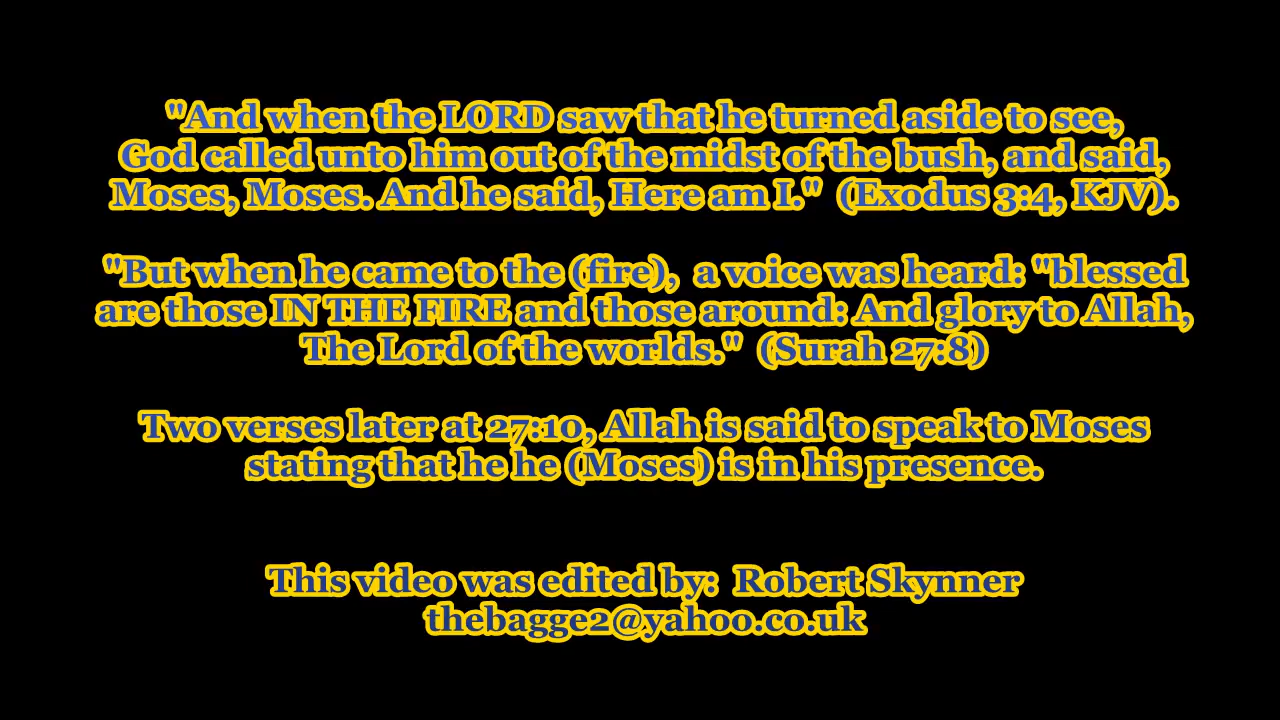 "And when the LORD saw that he turned aside to see,
God called unto him out of the midst of the bush, and said,
Moses, Moses. And he said, Here am I."  (Exodus 3:4, KJV).
"But when he came to the (fire),  a voice was heard: "blessed
are those IN THE FIRE and those around: And glory to Allah,
The Lord of the worlds."  (Surah 27:8)
Two verses later at 27:10, Allah is said to speak to Moses
stating that he he (Moses) is in his presence.
This video was edited by:  Robert Skynner
thebagge2@yahoo.co.uk